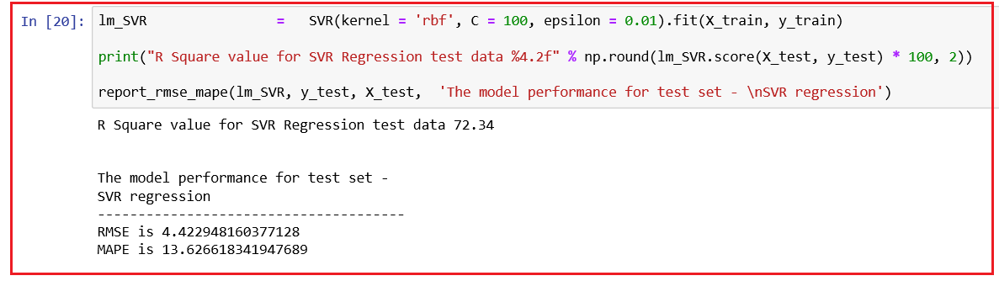 In [20]: lm_SVR = SVR(kernel = 'rbf', C = 100, epsilon = 0.01).fit(X_train, y_train)
print("R Square value for SVR Regression test data %4.2f" % np.round(lm_SVR.score(X_test, y_test) * 100, 2))
report_rmse_mape(lm_SVR, y_test, X_test,  'The model performance for test set - \nSVR regression')
R Square value for SVR Regression test data 72.34
The model performance for test set -
SVR regression
--------------------------------------
RMSE is 4.422948160377128
MAPE is 13.626618341947689